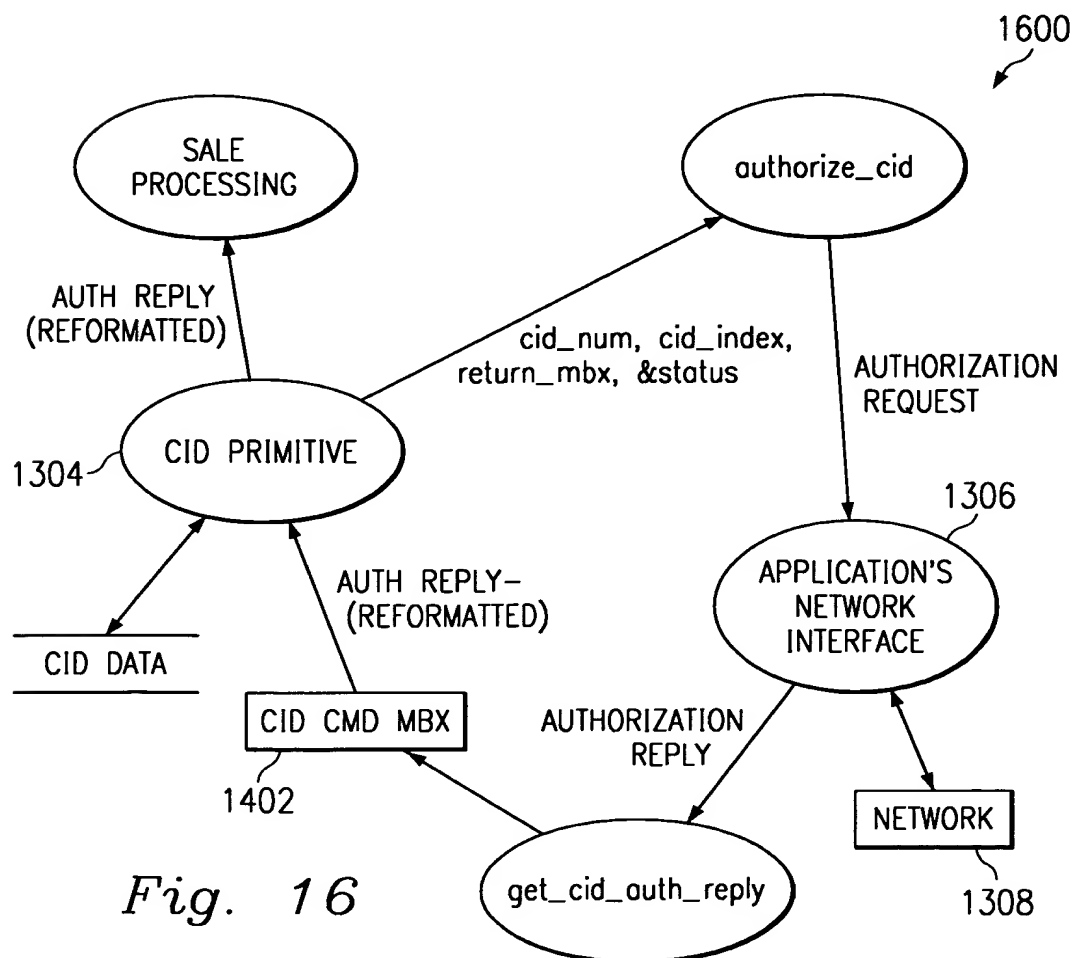 1600
SALE
PROCESSING
authorize_cid
AUTH REPLY
(REFORMATTED)
cid_num, cid_index,
return_mbx, &status
AUTHORIZATION
REQUEST
1304
CID PRIMITIVE
1306
APPLICATION'S
NETWORK
INTERFACE
AUTH REPLY-
(REFORMATTED)
CID DATA
CID CMD MBX
1402
AUTHORIZATION
REPLY
NETWORK
1308
get_cid_auth_reply
Fig. 16